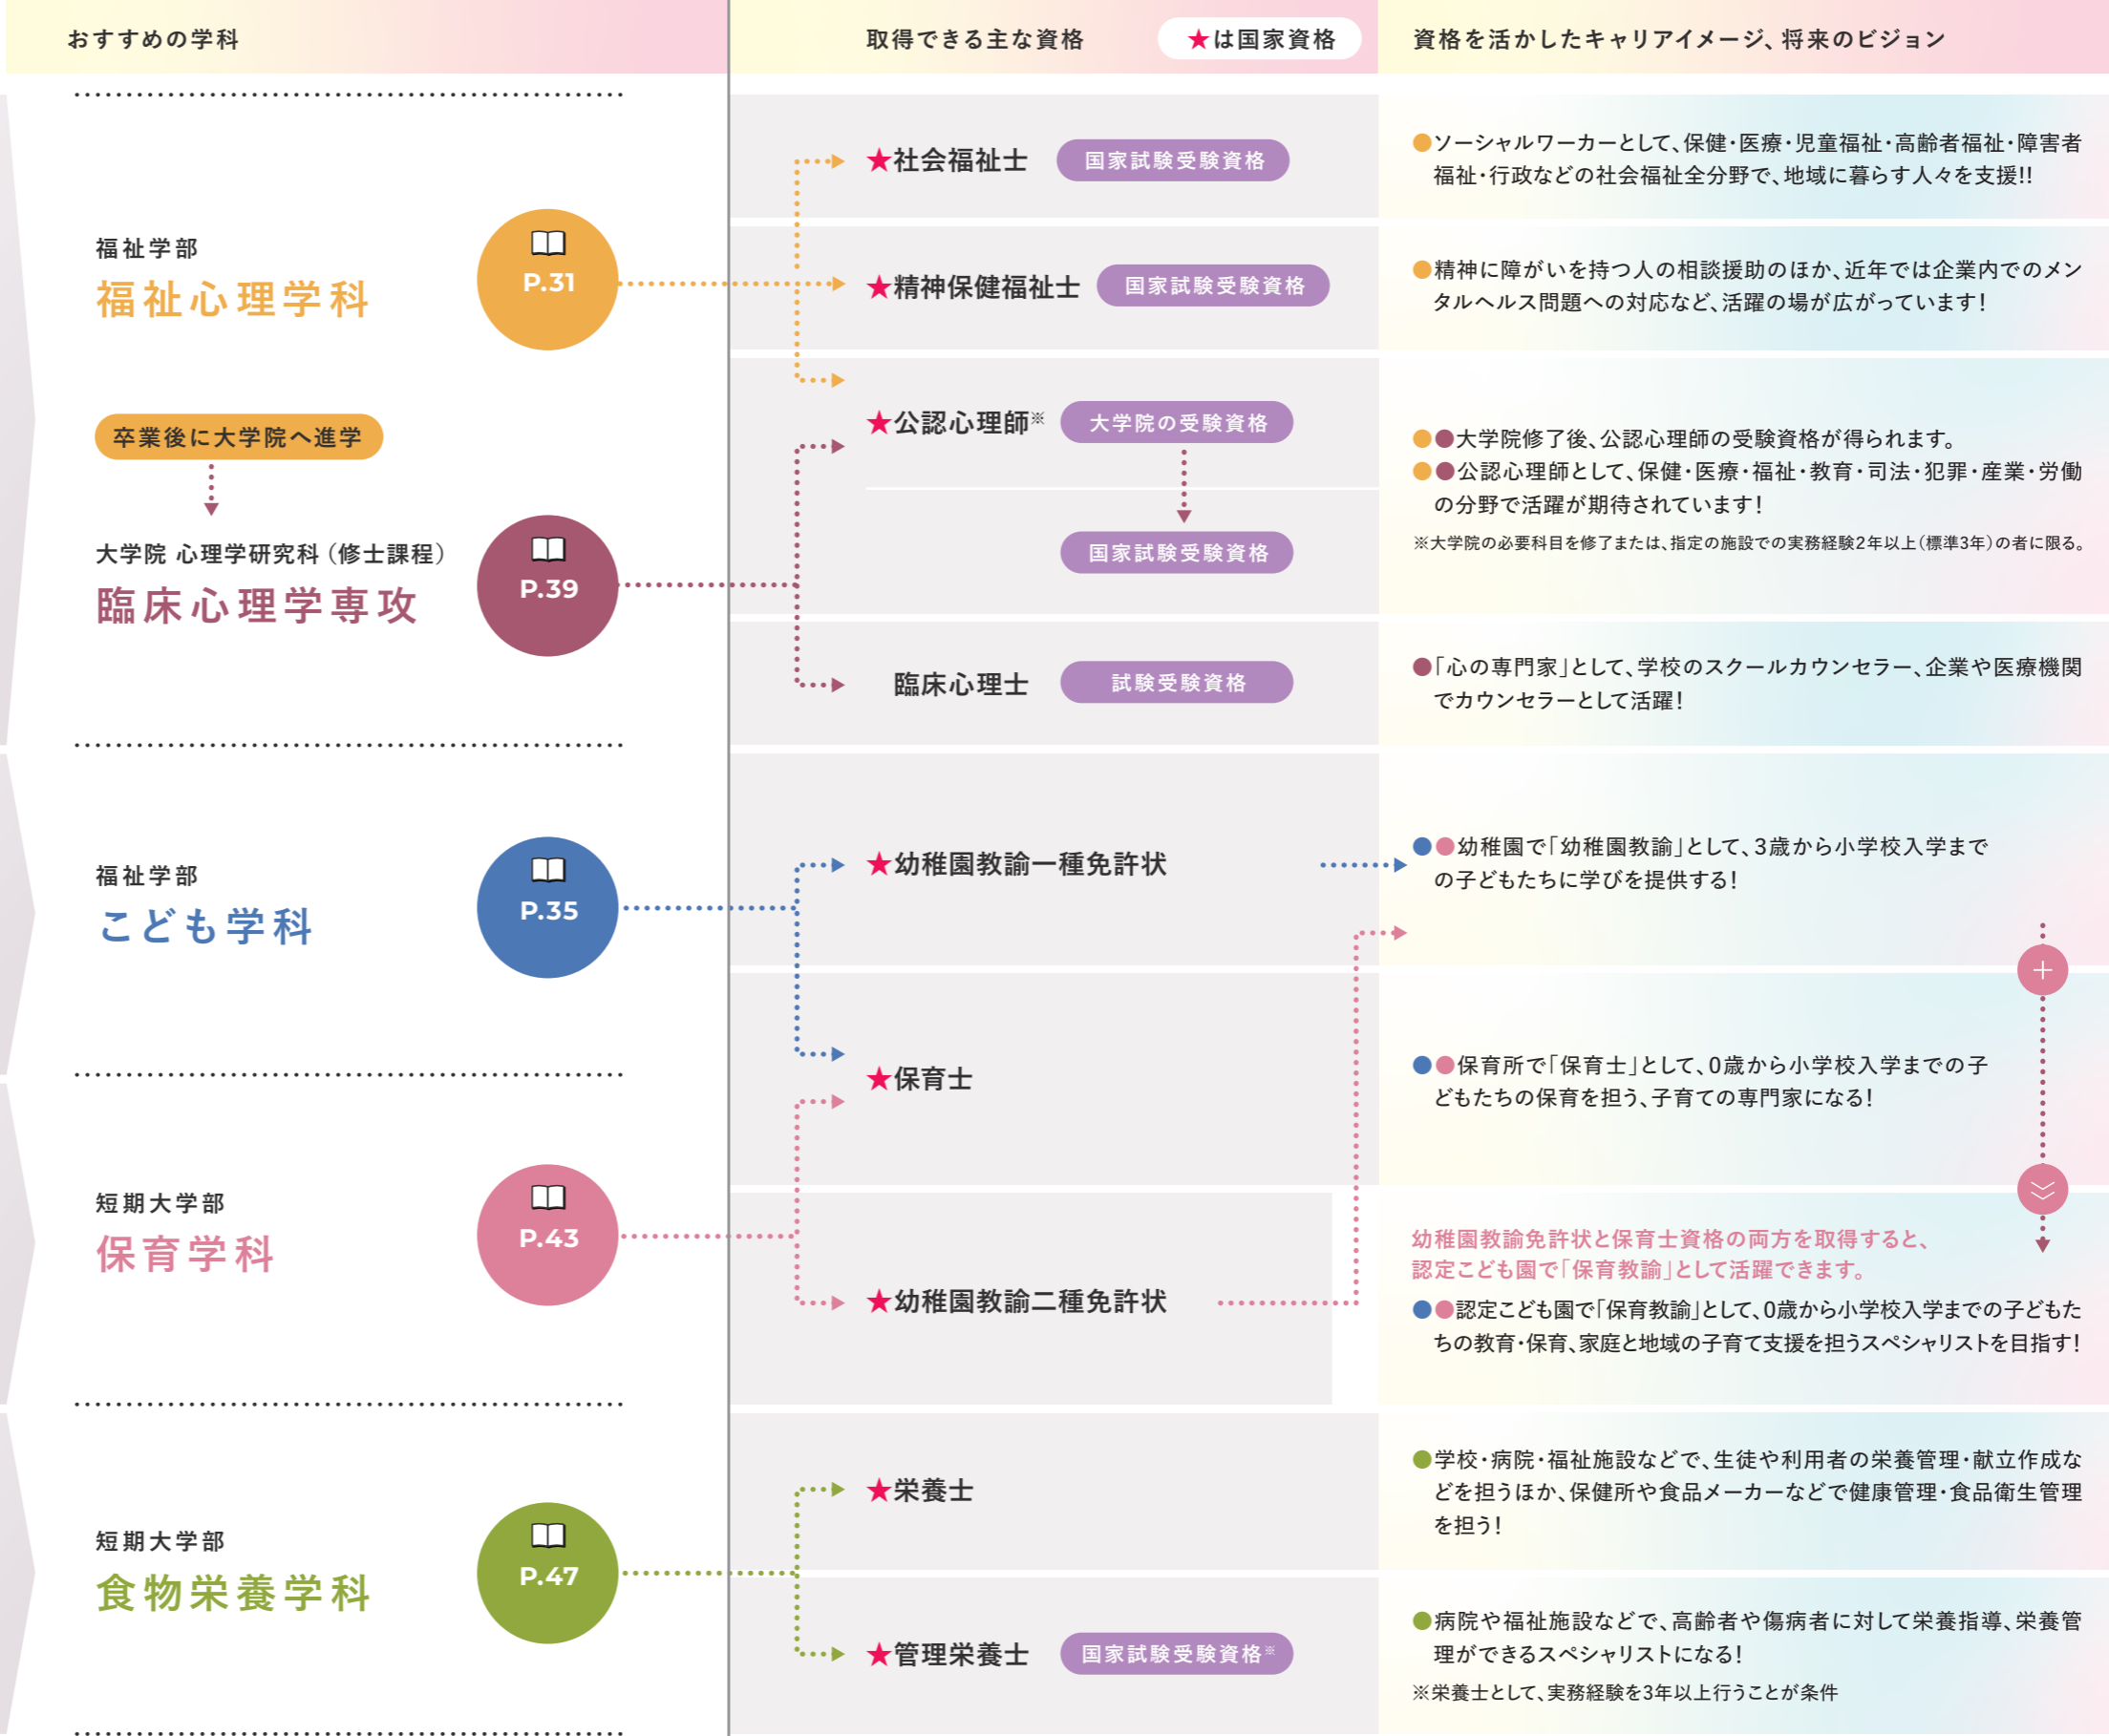 おすすめの学科
取得できる主な資格
★は国家資格
資格を活かしたキャリアイメージ、将来のビジョン
福祉学部
福祉心理学科
P.31
卒業後に大学院へ進学
大学院 心理学研究科（修士課程）
臨床心理学専攻
P.39
★社会福祉士
国家試験受験資格
●ソーシャルワーカーとして、保健・医療・児童福祉・高齢者福祉・障害者
福祉・行政などの社会福祉全分野で、地域に暮らす人々を支援!!
★精神保健福祉士
国家試験受験資格
●精神に障がいを持つ人の相談援助のほか、近年では企業内でのメン
タルヘルス問題への対応など、活躍の場が広がっています！
★公認心理師※
大学院の受験資格
国家試験受験資格
●●大学院修了後、公認心理師の受験資格が得られます。
●●公認心理師として、保健・医療・福祉・教育・司法・犯罪・産業・労働
の分野で活躍が期待されています！
※大学院の必要科目を修了または、指定の施設での実務経験2年以上（標準3年）の者に限る。
臨床心理士
試験受験資格
●「心の専門家」として、学校のスクールカウンセラー、企業や医療機関
でカウンセラーとして活躍！
福祉学部
こども学科
P.35
★幼稚園教諭一種免許状
●●幼稚園で「幼稚園教諭」として、3歳から小学校入学まで
の子どもたちに学びを提供する！
★保育士
●●保育所で「保育士」として、0歳から小学校入学までの子
どもたちの保育を担う、子育ての専門家になる！
短期大学部
保育学科
P.43
★幼稚園教諭二種免許状
幼稚園教諭免許状と保育士資格の両方を取得すると、
認定こども園で「保育教諭」として活躍できます。
●●認定こども園で「保育教諭」として、0歳から小学校入学までの子どもた
ちの教育・保育、家庭と地域の子育て支援を担うスペシャリストを目指す！
短期大学部
食物栄養学科
P.47
★栄養士
●学校・病院・福祉施設などで、生徒や利用者の栄養管理・献立作成な
どを担うほか、保健所や食品メーカーなどで健康管理・食品衛生管理
を担う！
★管理栄養士
国家試験受験資格※
●病院や福祉施設などで、高齢者や傷病者に対して栄養指導、栄養管
理ができるスペシャリストになる！
※栄養士として、実務経験を3年以上行うことが条件